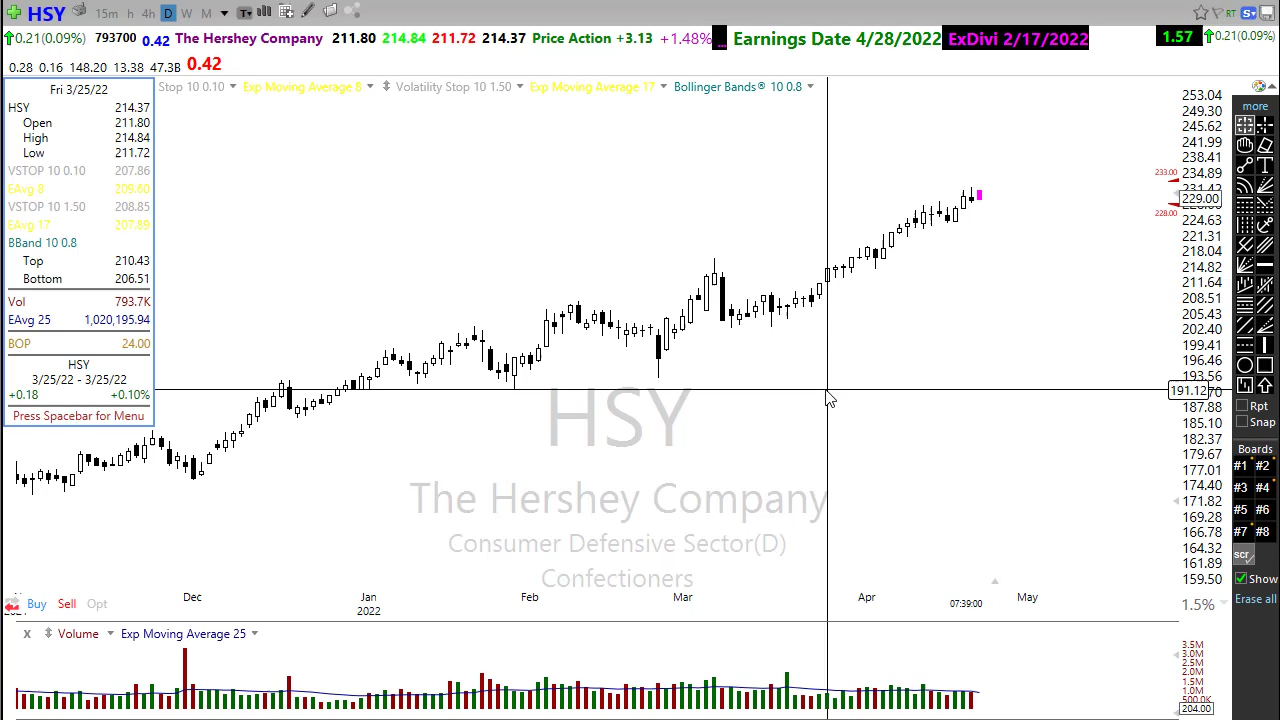 HSY 15m h 4h D W M T RT S
0.21(0.09%) 793700 0.42 The Hershey Company 211.80 214.84 211.72 214.37 Price Action +3.13 +1.48% ... Earnings Date 4/28/2022 ExDivi 2/17/2022 1.57 0.21(0.09%)
0.28 0.16 148.20 13.38 47.3B 0.42
Stop 10 0.10 Exp Moving Average 8 Volatility Stop 10 1.50 Exp Moving Average 17 Bollinger Bands® 10 0.8
Fri 3/25/22
HSY 214.37
Open 211.80
High 214.84
Low 211.72
VSTOP 10 0.10 207.86
EAvg 8 209.60
VSTOP 10 1.50 208.85
EAvg 17 207.89
BBand 10 0.8
Top 210.43
Bottom 206.51
Vol 793.7K
EAvg 25 1,020,195.94
BOP 24.00
HSY
3/25/22 - 3/25/22
+0.18 +0.10%
Press Spacebar for Menu
HSY
The Hershey Company
Consumer Defensive Sector(D)
Confectioners
233.00
228.00
253.04
249.30
245.62
241.99
238.41
234.89
231.42
229.00
224.63
221.31
218.04
214.82
211.64
208.51
205.43
202.40
199.41
196.46
193.56
191.12
187.88
185.10
182.37
179.67
177.01
174.40
171.82
169.28
166.78
164.32
161.89
159.50
1.5%
more
Rpt
Snap
Boards
#1 #2
#3 #4
#5 #6
#7 #8
scr
Show
Erase all
Dec Jan Feb Mar Apr May
2022
07:39:00
Buy Sell Opt
x Volume Exp Moving Average 25
3.5M
3.0M
2.5M
2.0M
1.5M
1.0M
204.00